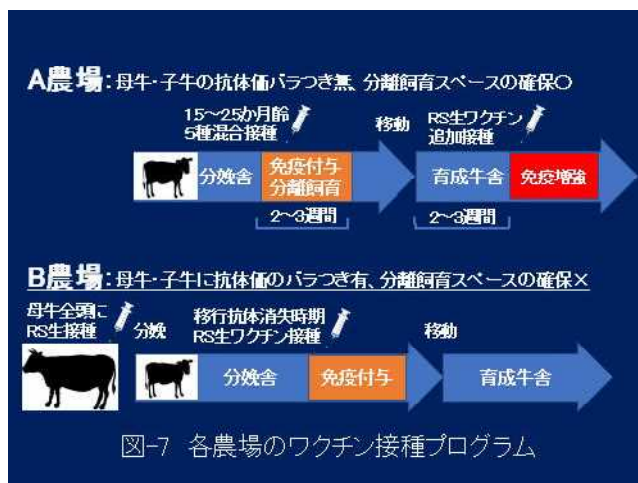 A農場:母牛・子牛の抗体価バラつき無、分離飼育スペースの確保○
15~25か月齢
5種混合接種
移動
RS生ワクチン
追加接種
分娩舎
免疫付与
分離飼育
育成牛舎
免疫増強
2~3週間
2~3週間
B農場:母牛・子牛に抗体価のバラつき有、分離飼育スペースの確保×
母牛全頭に
RS生接種
分娩
移行抗体消失時期
RS生ワクチン接種
移動
分娩舎
免疫付与
育成牛舎
図-7 各農場のワクチン接種プログラム